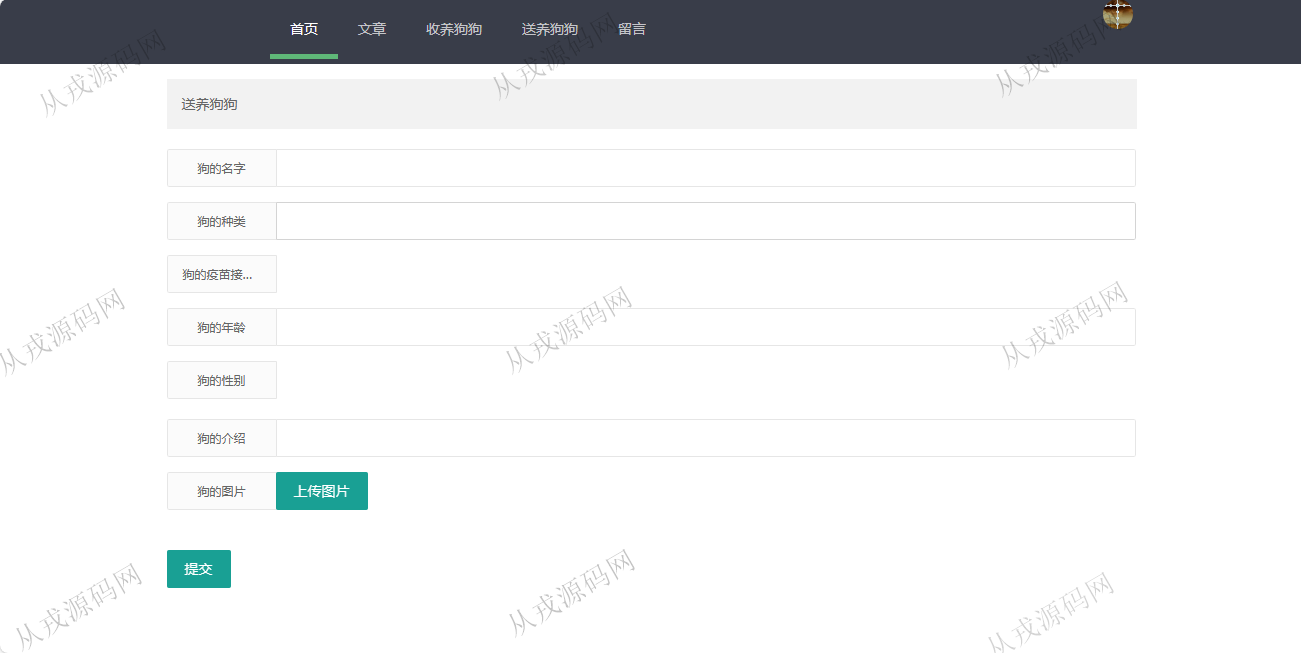 首页 文章 收养狗狗 送养狗狗 留言
从戎源码网 从戎源码网 从戎源码网
送养狗狗
狗的名字
狗的种类
狗的疫苗接...
从戎源码网 从戎源码网 从戎源码网
狗的年龄
狗的性别
狗的介绍
狗的图片 上传图片
提交
从戎源码网 从戎源码网 从戎源码网